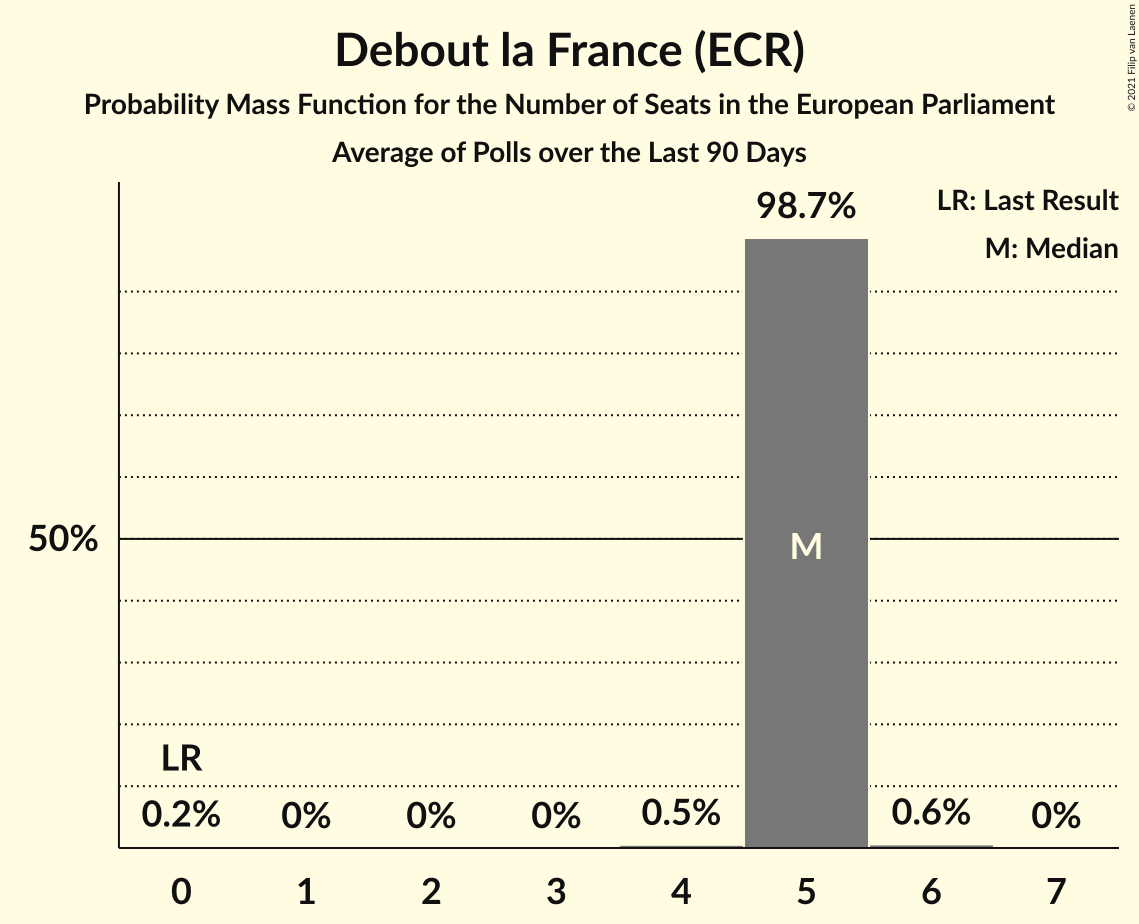 Debout la France (ECR)
Probability Mass Function for the Number of Seats in the European Parliament
Average of Polls over the Last 90 Days
© 2021 Filip van Laenen
98.7%
LR: Last Result
M: Median
50%
M
LR
0.2% 0% 0% 0% 0.5% 0.6% 0%
0 1 2 3 4 5 6 7